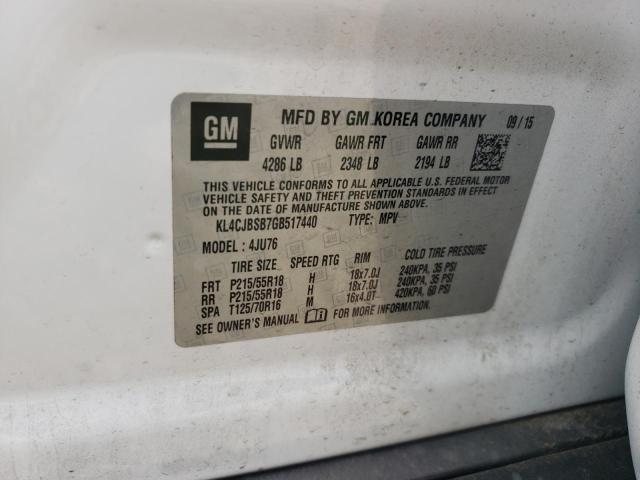 GM MFD BY GM KOREA COMPANY 09/15
GVWR GAWR FRT GAWR RR
4286 LB 2348 LB 2194 LB
THIS VEHICLE CONFORMS TO ALL APPLICABLE U.S. FEDERAL MOTOR
VEHICLE SAFETY AND THEFT PREVENTION STANDARDS IN EFFECT
ON THE DATE OF MANUFACTURE SHOWN ABOVE.
KL4CJBSB7GB517440 TYPE: MPV
MODEL: 4JU76
TIRE SIZE SPEED RTG RIM COLD TIRE PRESSURE
FRT P215/55R18 H 18x7.0J 240KPA, 35 PSI
RR P215/55R18 H 18x7.0J 240KPA, 35 PSI
SPA T125/70R16 M 16x4.0T 420KPA, 60 PSI
SEE OWNER'S MANUAL FOR ADDITIONAL INFORMATION